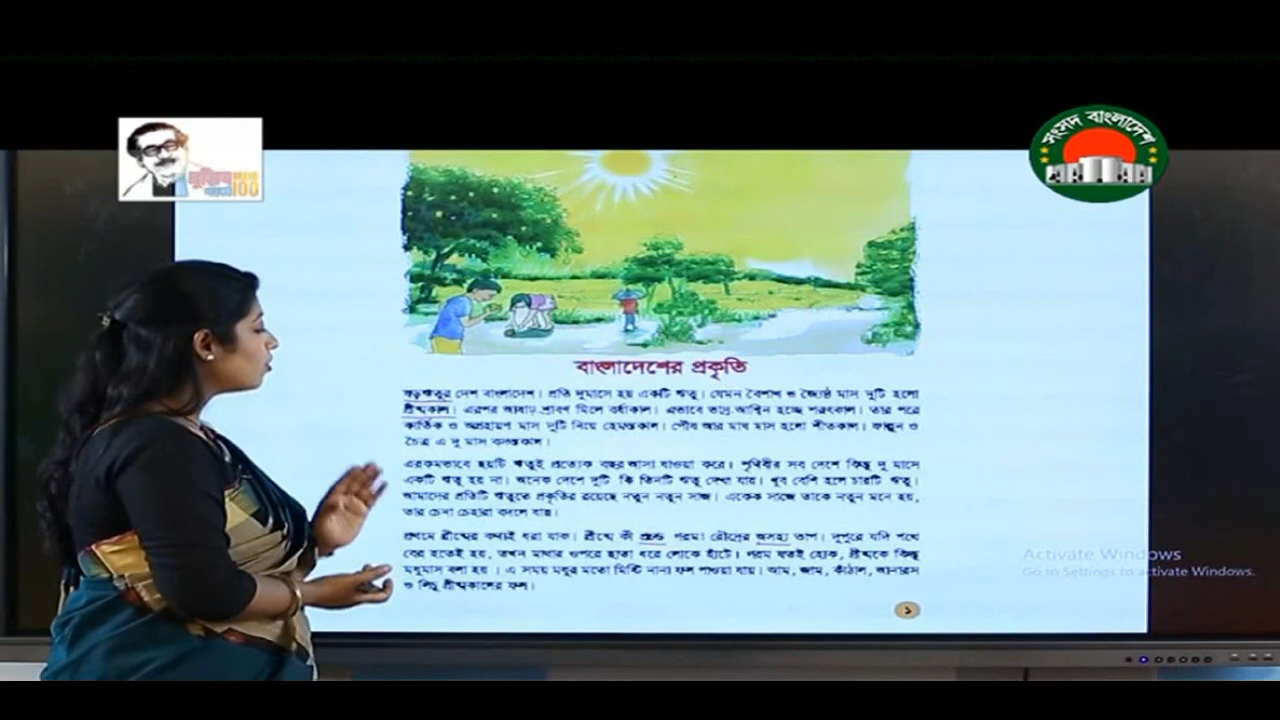 সংসদ বাংলাদেশ
মুজিব
100
বাংলাদেশের প্রকৃতি
ষড়ঋতুর দেশ বাংলাদেশ। প্রতি দুমাসে হয় একটি ঋতু। যেমন বৈশাখ ও জ্যৈষ্ঠ মাস দুটি হলো
গ্রীষ্মকাল। এরপর আষাঢ়-শ্রাবণ মিলে বর্ষাকাল। এভাবে ভাদ্র-আশ্বিন হচ্ছে শরৎকাল। তার পরে
কার্তিক ও অগ্রহায়ণ মাস দুটি নিয়ে হেমন্তকাল। পৌষ আর মাঘ মাস হলো শীতকাল। ফাল্গুন ও
চৈত্র এ দু মাস বসন্তকাল।
এরকমভাবে ছয়টি ঋতুই প্রত্যেক বছর আসা যাওয়া করে। পৃথিবীর সব দেশে কিন্তু দু মাসে
একটি ঋতু হয় না। অনেক দেশে দুটি কি তিনটি ঋতু দেখা যায়। খুব বেশি হলে চারটি ঋতু।
আমাদের প্রতিটি ঋতুতে প্রকৃতির রয়েছে নতুন নতুন সাজ। একেক সাজে তাকে নতুন মনে হয়,
তার চেনা চেহারা বদলে যায়।
প্রথমে গ্রীষ্মের কথাই ধরা যাক। গ্রীষ্মে কী প্রচণ্ড গরম! রৌদ্রের অসহ্য তাপ। দুপুরে যদি পথে
বের হতেই হয়, তখন মাথার ওপরে ছাতা ধরে লোকে হাঁটে। গরম যতই হোক, গ্রীষ্মকে কিন্তু
মধুমাস বলা হয়। এ সময় মধুর মতো মিষ্টি নানা ফল পাওয়া যায়। আম, জাম, কাঁঠাল, আনারস
ও লিচু গ্রীষ্মকালের ফল।
১
Activate Windows
Go to Settings to activate Windows.